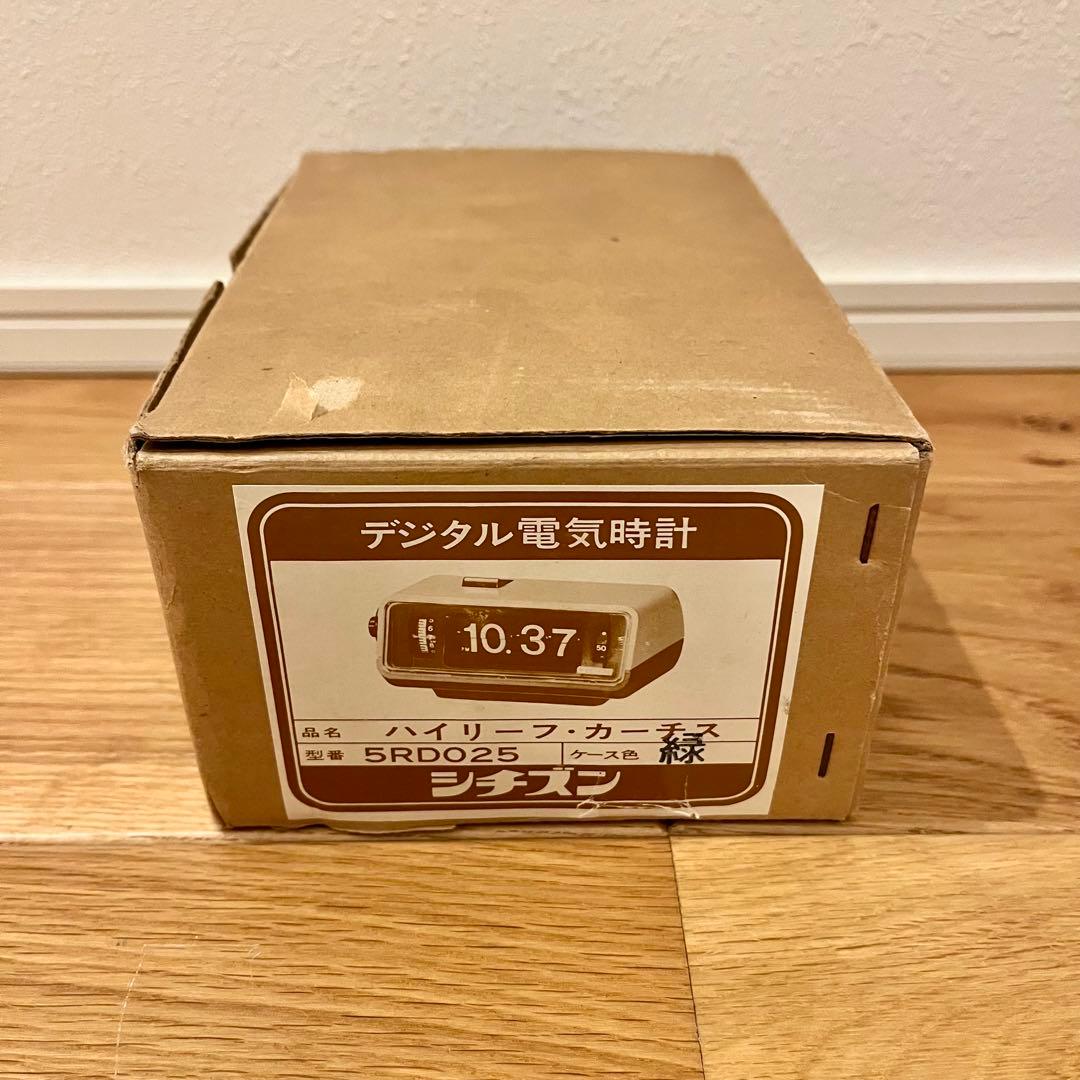 デジタル電気時計
10.37
50
品名 ハイリーフ・カーチス
型番 5RD025 ケース色 緑
シチズン